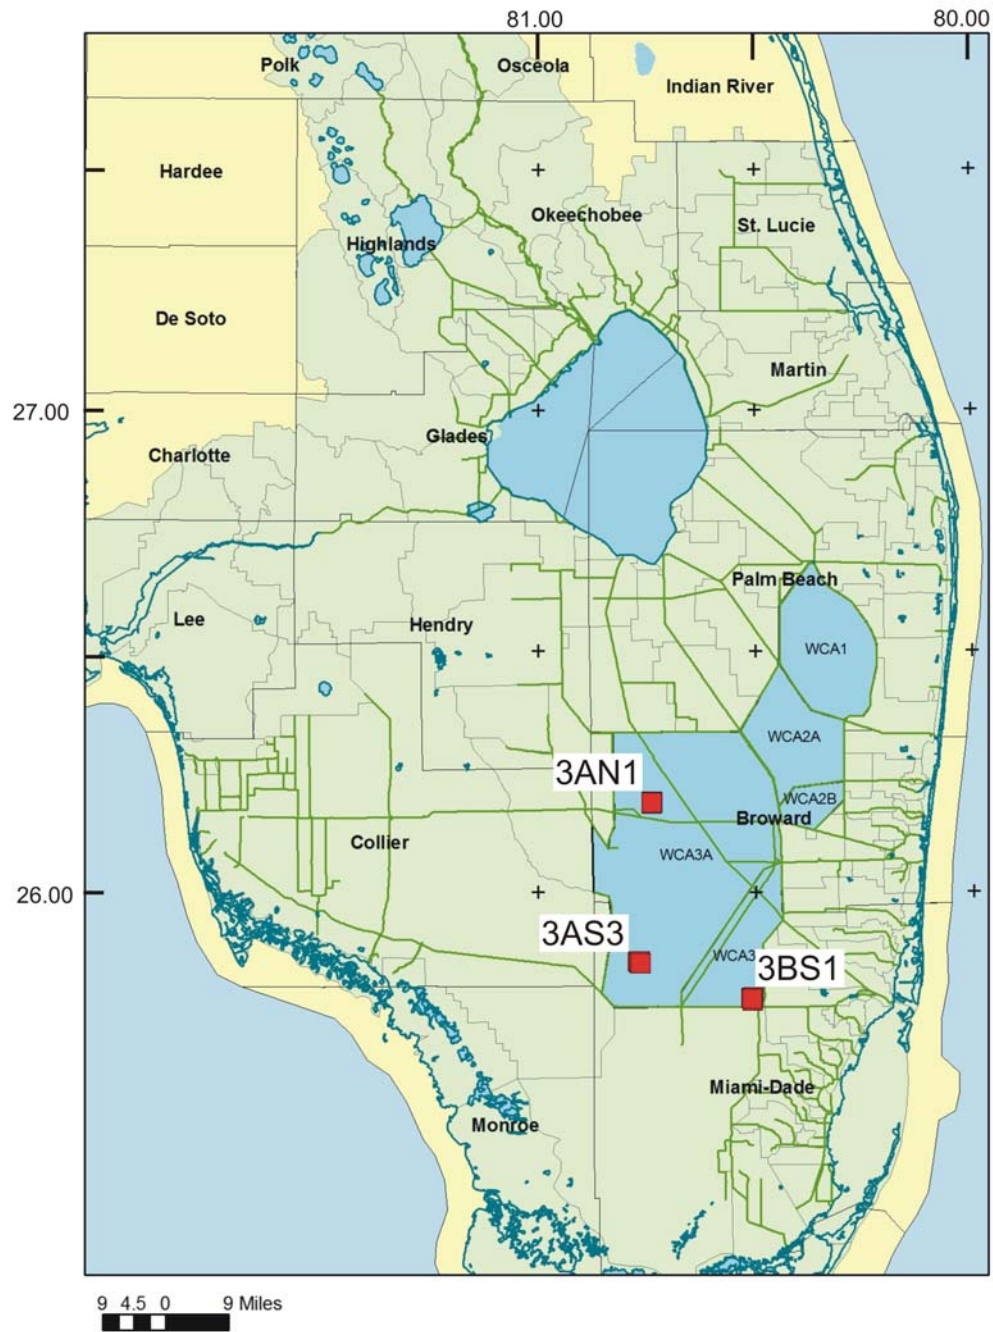 81.00
80.00
Polk
Osceola
Indian River
Hardee
Okeechobee
St. Lucie
Highlands
De Soto
Martin
27.00
Glades
Charlotte
Palm Beach
Lee
Hendry
WCA1
WCA2A
3AN1
WCA2B
Broward
Collier
WCA3A
26.00
3AS3
WCA3
3BS1
Miami-Dade
Monroe
9 4.5 0 9 Miles